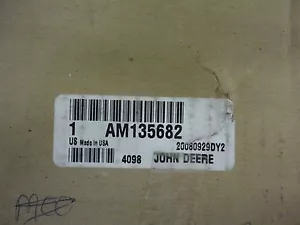 1 AM135682
US Made in USA 20080929DY2
4098 JOHN DEERE